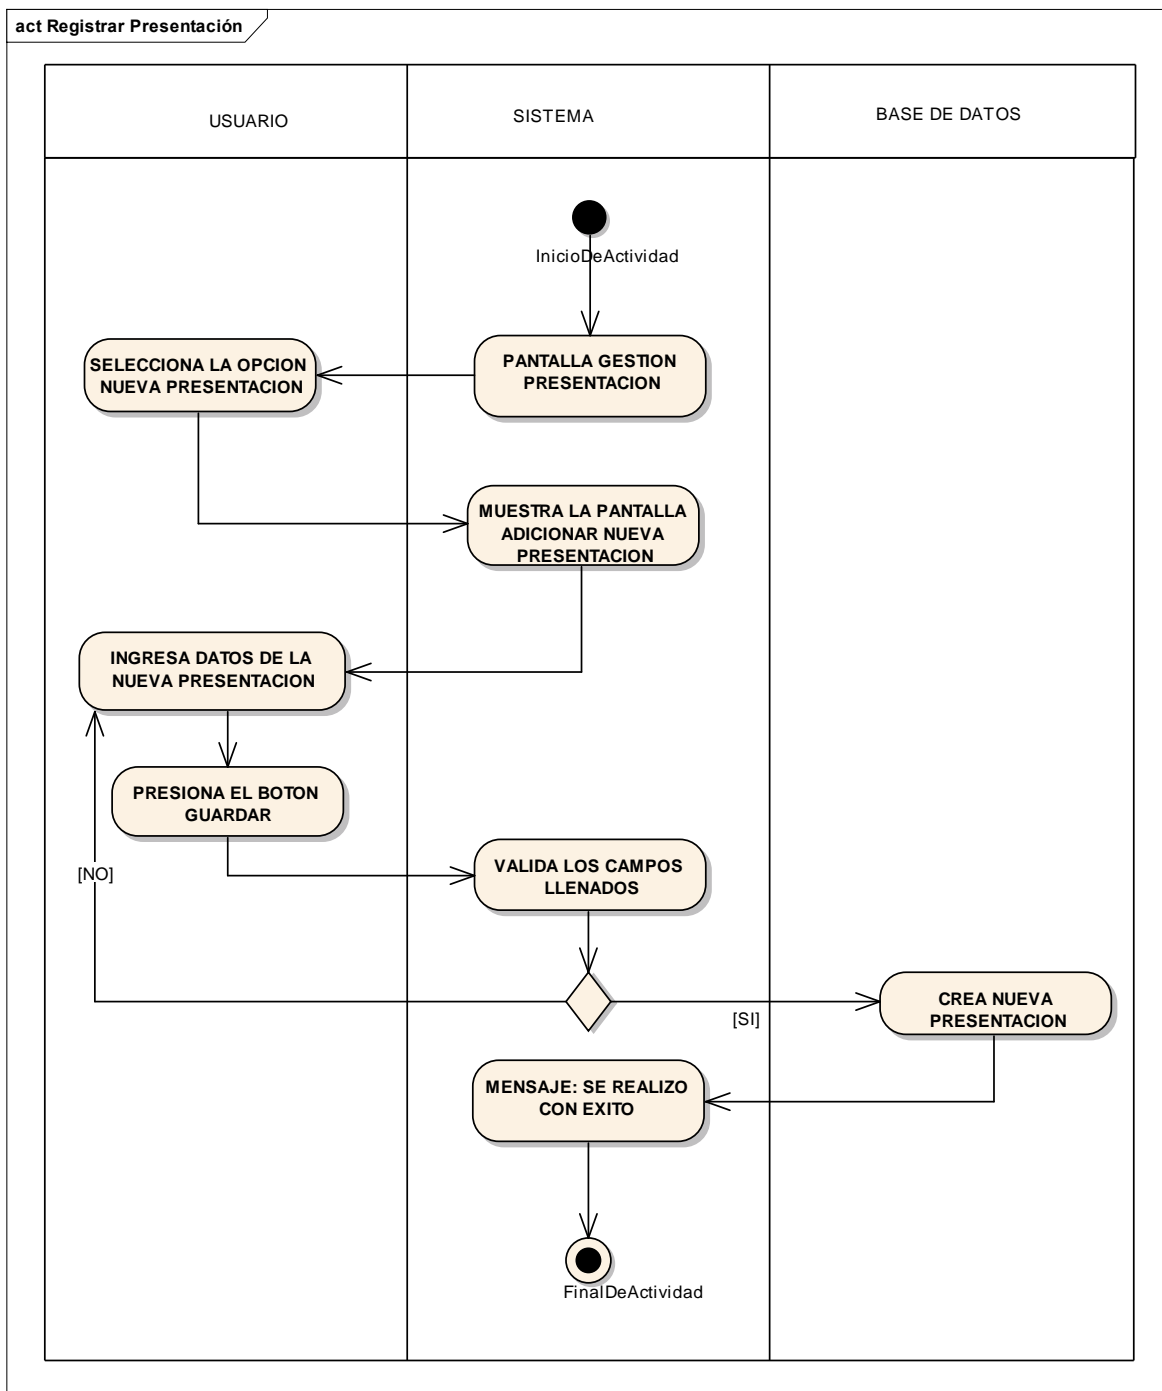 act Registrar Presentación
USUARIO
SISTEMA
BASE DE DATOS
InicioDeActividad
SELECCIONA LA OPCION
NUEVA PRESENTACION
PANTALLA GESTION
PRESENTACION
MUESTRA LA PANTALLA
ADICIONAR NUEVA
PRESENTACION
INGRESA DATOS DE LA
NUEVA PRESENTACION
PRESIONA EL BOTON
GUARDAR
[NO]
VALIDA LOS CAMPOS
LLENADOS
[SI]
CREA NUEVA
PRESENTACION
MENSAJE: SE REALIZO
CON EXITO
FinalDeActividad